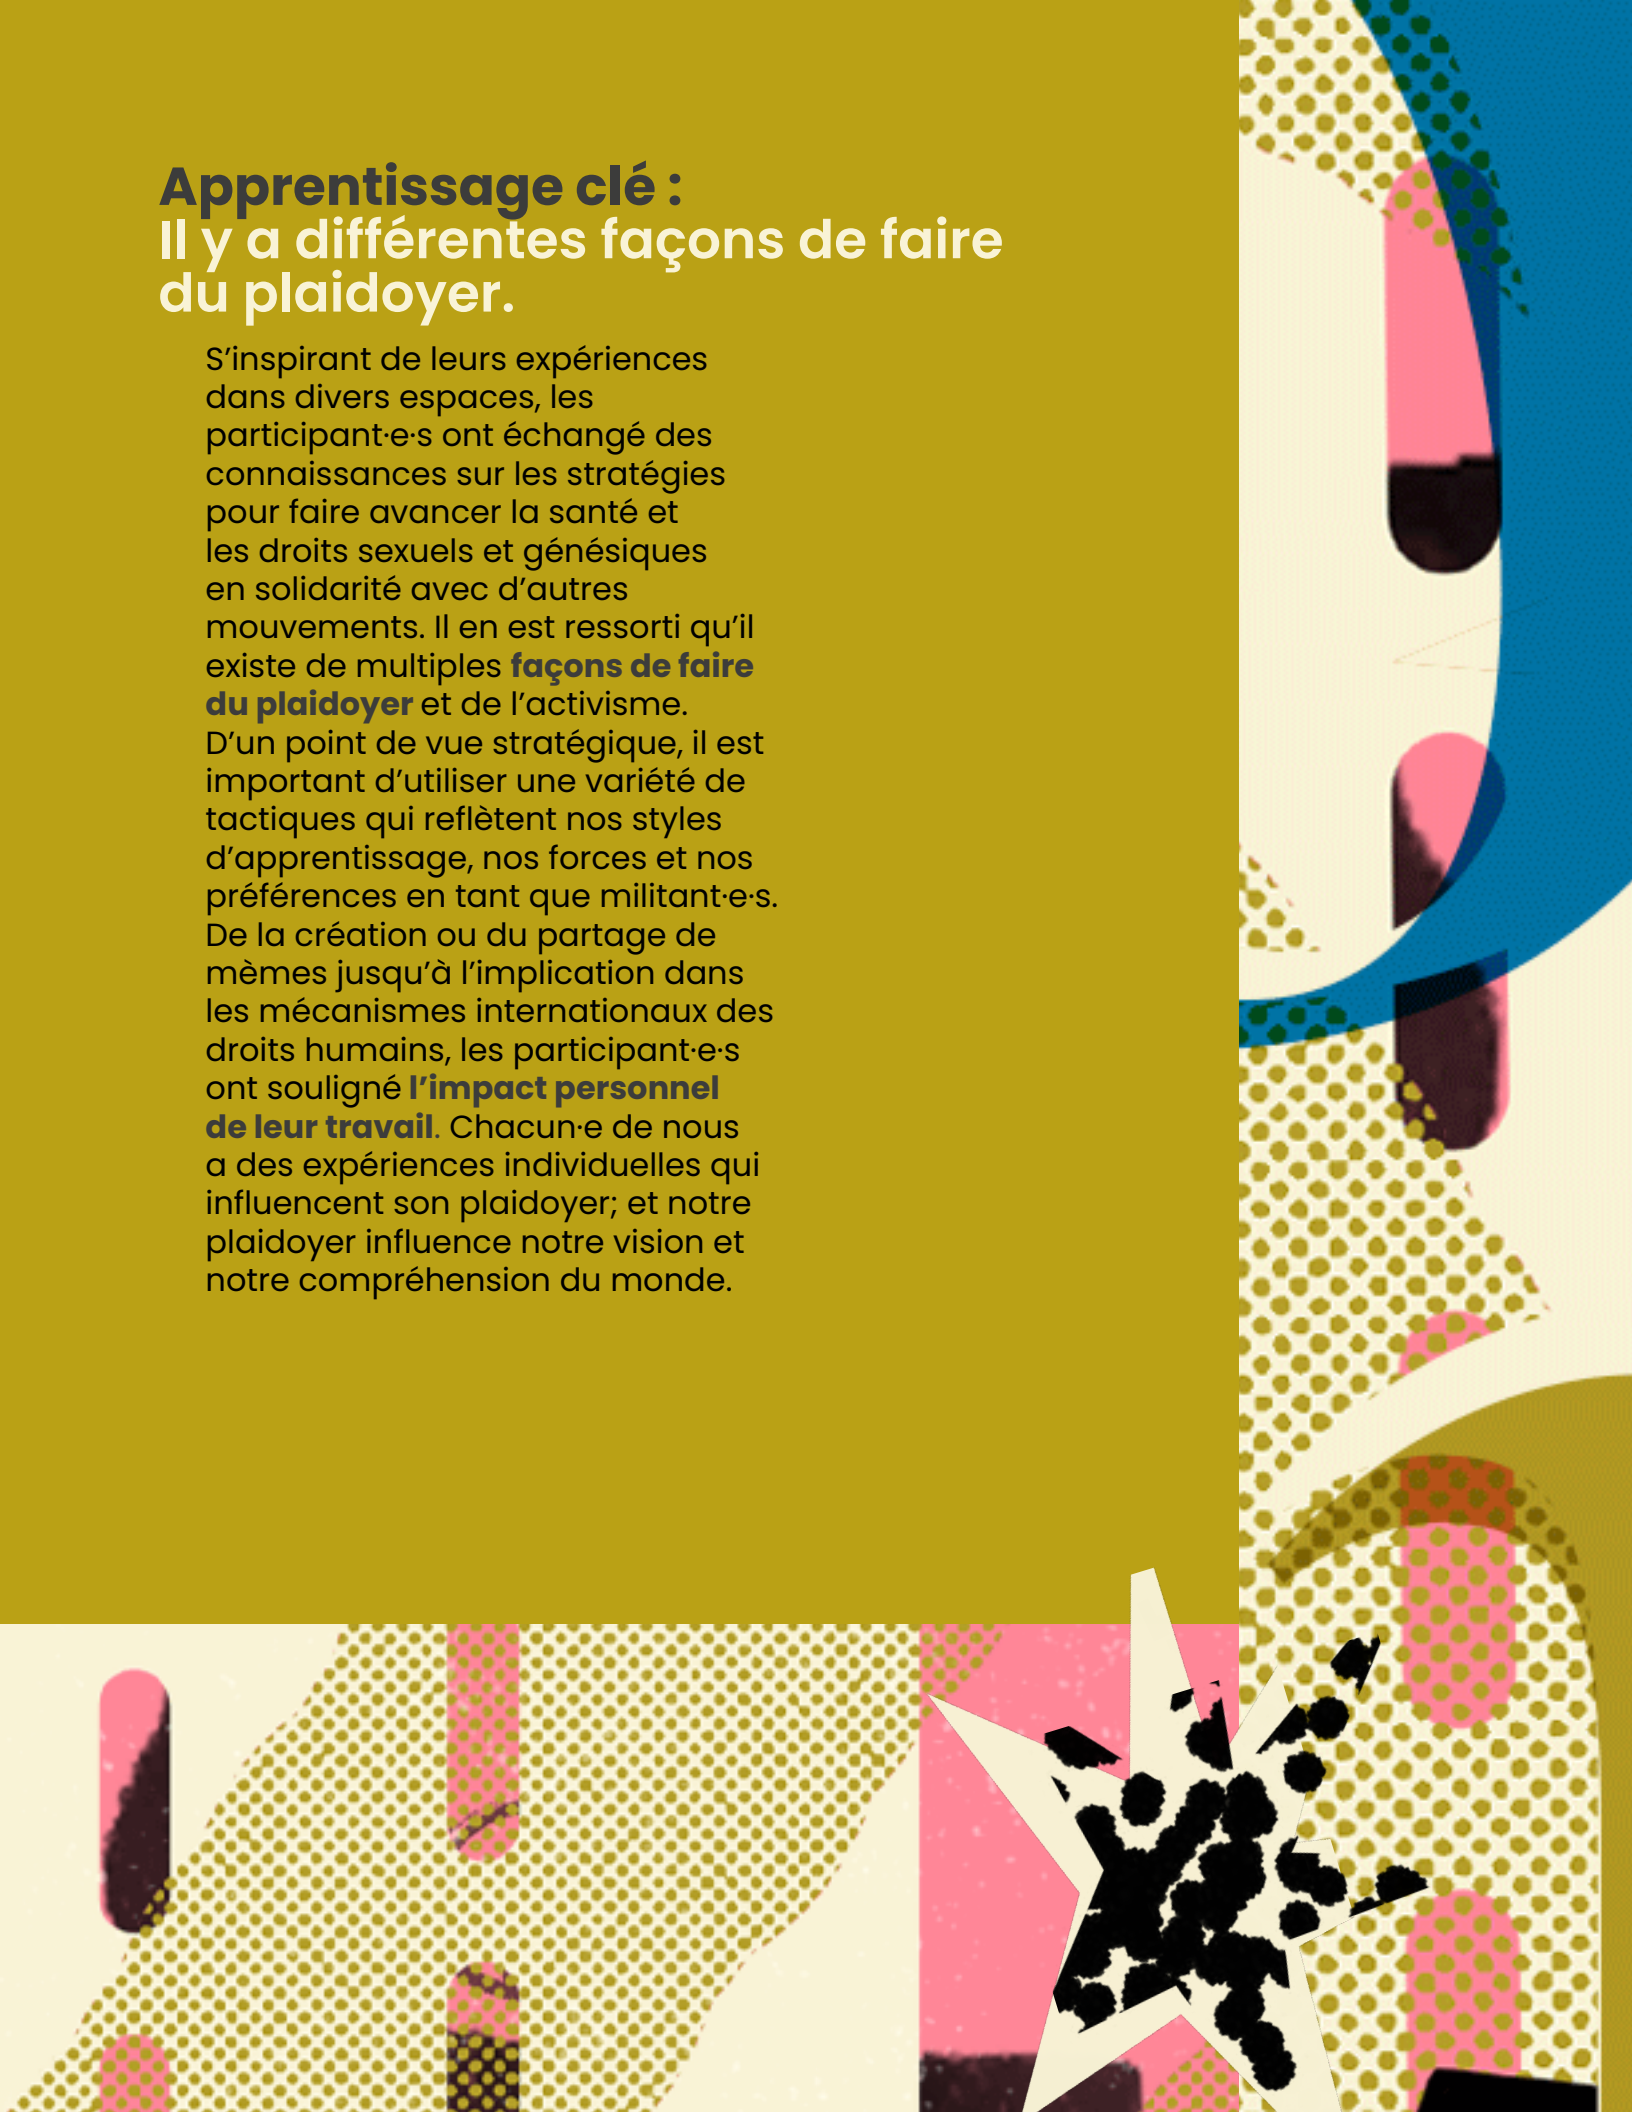 Apprentissage clé :
Il y a différentes façons de faire
du plaidoyer.
S’inspirant de leurs expériences
dans divers espaces, les
participant·e·s ont échangé des
connaissances sur les stratégies
pour faire avancer la santé et
les droits sexuels et génésiques
en solidarité avec d’autres
mouvements. Il en est ressorti qu’il
existe de multiples façons de faire
du plaidoyer et de l’activisme.
D’un point de vue stratégique, il est
important d’utiliser une variété de
tactiques qui reflètent nos styles
d’apprentissage, nos forces et nos
préférences en tant que militant·e·s.
De la création ou du partage de
mèmes jusqu’à l’implication dans
les mécanismes internationaux des
droits humains, les participant·e·s
ont souligné l’impact personnel
de leur travail. Chacun·e de nous
a des expériences individuelles qui
influencent son plaidoyer; et notre
plaidoyer influence notre vision et
notre compréhension du monde.